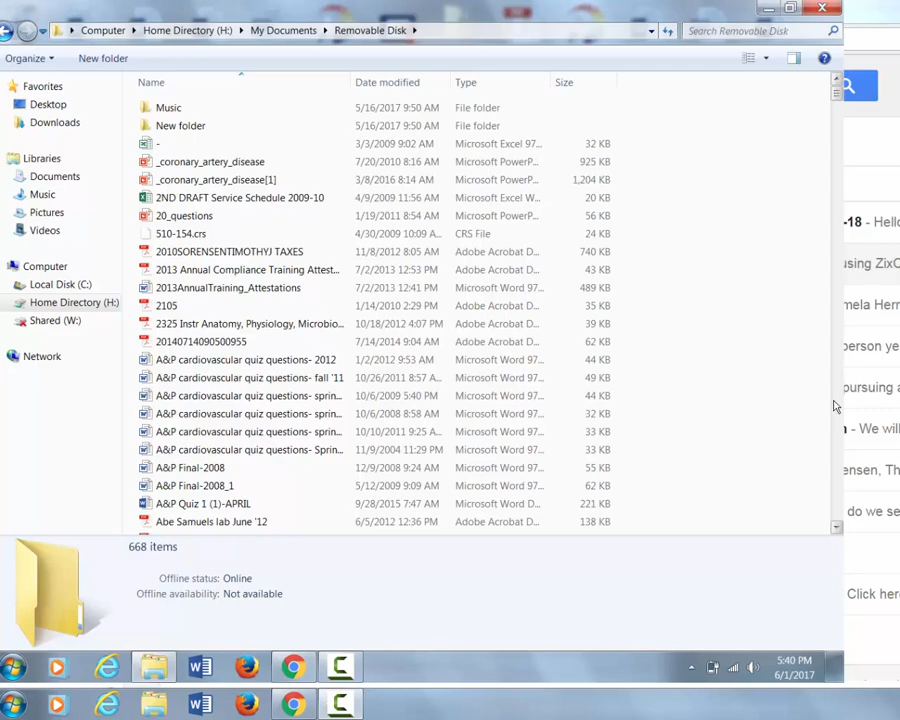 Computer ▸ Home Directory (H:) ▸ My Documents ▸ Removable Disk ▸ Search Removable Disk
Organize ▾ New folder
Favorites
Desktop
Downloads
Libraries
Documents
Music
Pictures
Videos
Computer
Local Disk (C:)
Home Directory (H:)
Shared (W:)
Network
Name Date modified Type Size
Music 5/16/2017 9:50 AM File folder
New folder 5/16/2017 9:50 AM File folder
- 3/3/2009 9:02 AM Microsoft Excel 97... 32 KB
_coronary_artery_disease 7/20/2010 8:16 AM Microsoft PowerP... 925 KB
_coronary_artery_disease[1] 3/8/2016 8:14 AM Microsoft PowerP... 1,204 KB
2ND DRAFT Service Schedule 2009-10 4/9/2009 11:56 AM Microsoft Excel W... 20 KB
20_questions 1/19/2011 8:54 AM Microsoft PowerP... 56 KB
510-154.crs 4/30/2009 10:09 A... CRS File 24 KB
2010SORENSENTIMOTHYJ TAXES 11/8/2012 8:05 AM Adobe Acrobat D... 740 KB
2013 Annual Compliance Training Attest... 7/2/2013 12:53 PM Adobe Acrobat D... 43 KB
2013AnnualTraining_Attestations 7/2/2013 12:41 PM Microsoft Word 97... 489 KB
2105 1/14/2010 2:29 PM Adobe Acrobat D... 35 KB
2325 Instr Anatomy, Physiology, Microbio... 10/18/2012 4:07 PM Adobe Acrobat D... 39 KB
20140714090500955 7/14/2014 9:04 AM Adobe Acrobat D... 62 KB
A&P cardiovascular quiz questions- 2012 1/2/2012 9:53 AM Microsoft Word 97... 44 KB
A&P cardiovascular quiz questions- fall '11 10/26/2011 8:57 A... Microsoft Word 97... 49 KB
A&P cardiovascular quiz questions- sprin... 10/6/2009 5:40 PM Microsoft Word 97... 44 KB
A&P cardiovascular quiz questions- sprin... 10/6/2008 8:58 AM Microsoft Word 97... 32 KB
A&P cardiovascular quiz questions- sprin... 10/10/2011 9:25 A... Microsoft Word 97... 33 KB
A&P cardiovascular quiz questions- Sprin... 11/9/2004 11:29 PM Microsoft Word 97... 33 KB
A&P Final-2008 12/9/2008 9:24 AM Microsoft Word 97... 55 KB
A&P Final-2008_1 5/12/2009 9:09 AM Microsoft Word 97... 62 KB
A&P Quiz 1 (1)-APRIL 9/28/2015 7:47 AM Microsoft Word D... 221 KB
Abe Samuels lab June '12 6/5/2012 12:36 PM Adobe Acrobat D... 138 KB
-18 - Hello
using ZixC
mela Herr
person ye
pursuing a
n - We will
ensen, Th
do we se
Click here
668 items
Offline status: Online
Offline availability: Not available
5:40 PM
6/1/2017